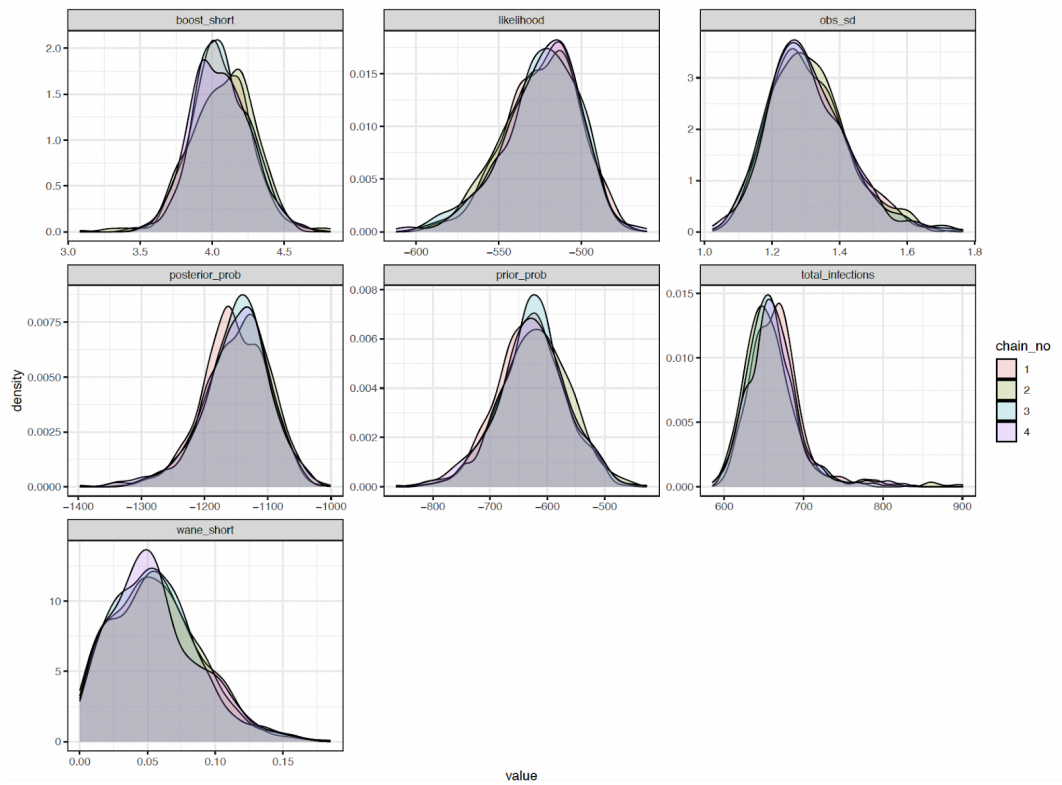 boost_short
likelihood
obs_sd
2.0
1.5
1.0
0.5
0.0
3.0 3.5 4.0 4.5
0.015
0.010
0.005
0.000
−600 −550 −500
3
2
1
0
1.0 1.2 1.4 1.6 1.8
posterior_prob
prior_prob
total_infections
0.0075
0.0050
0.0025
0.0000
−1400 −1300 −1200 −1100 −1000
0.008
0.006
0.004
0.002
0.000
−800 −700 −600 −500
0.015
0.010
0.005
0.000
600 700 800 900
wane_short
10
5
0
0.00 0.05 0.10 0.15
density
value
chain_no
1
2
3
4